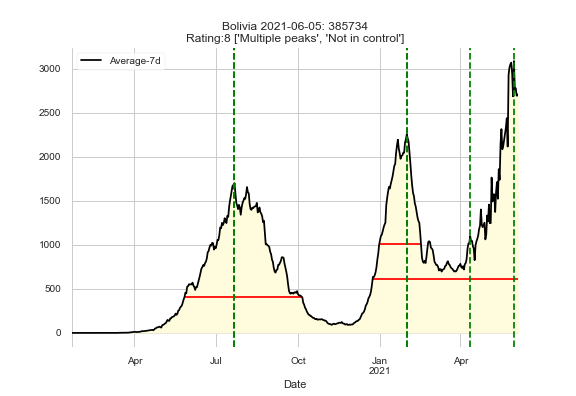 Bolivia 2021-06-05: 385734
Rating:8 ['Multiple peaks', 'Not in control']
Average-7d
3000
2500
2000
1500
1000
500
0
Apr Jul Oct Jan Apr
2021
Date